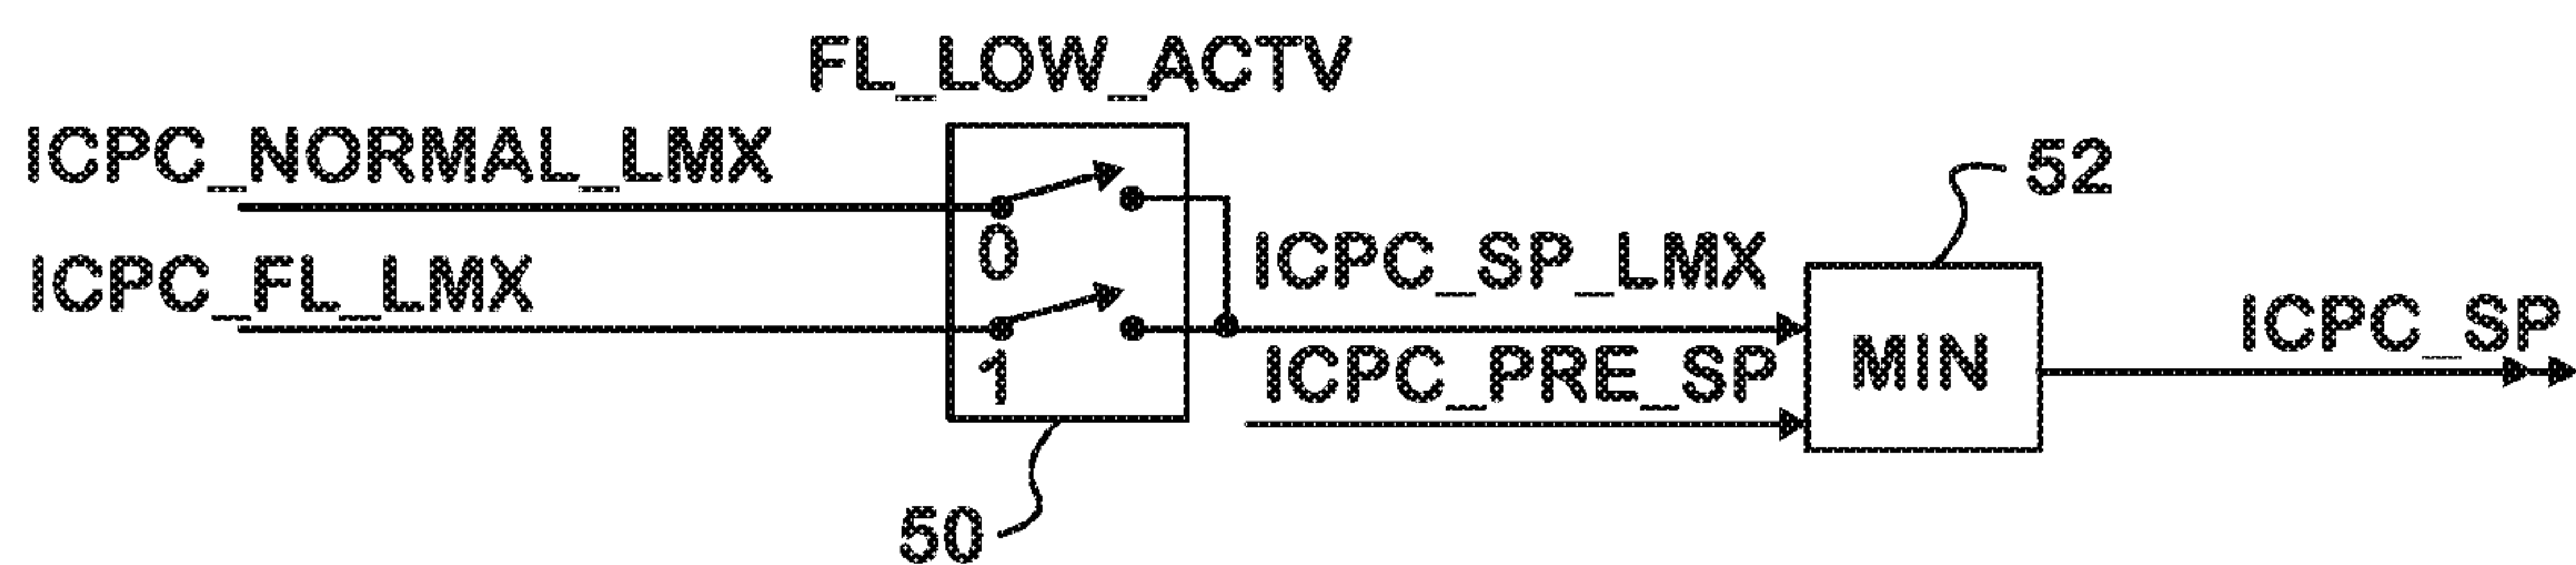 FL_LOW_ACTV
ICPC_NORMAL_LMX
52
0
ICPC_SP_LMX
ICPC_FL_LMX
ICPC_SP
MIN
1
ICPC_PRE_SP
50